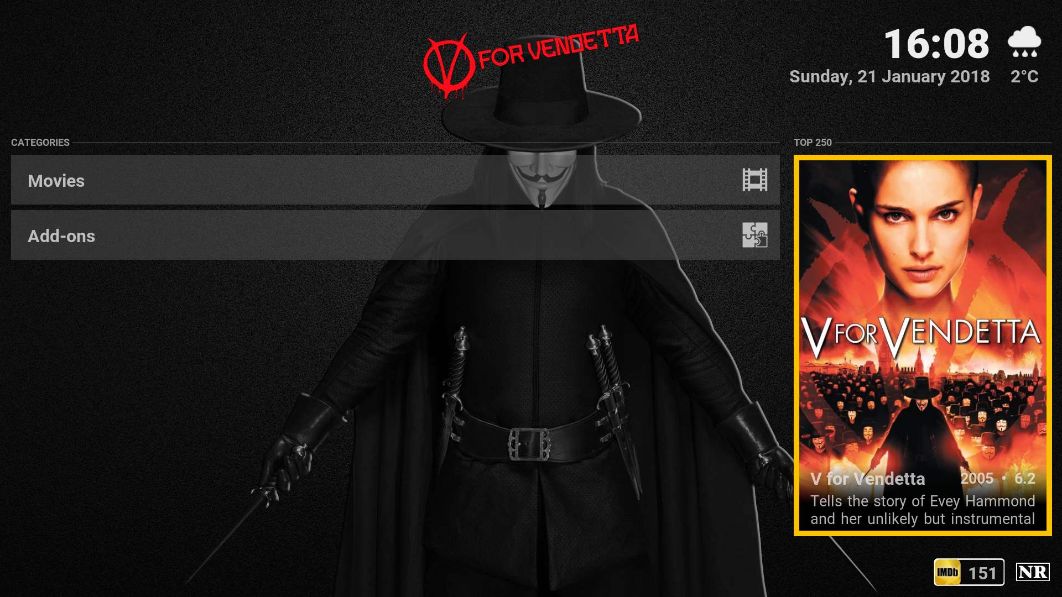 V FOR VENDETTA
16:08
Sunday, 21 January 2018 2°C
CATEGORIES
Movies
Add-ons
TOP 250
V FOR VENDETTA
V for Vendetta 2005 • 6.2
Tells the story of Evey Hammond
and her unlikely but instrumental
IMDb 151 NR